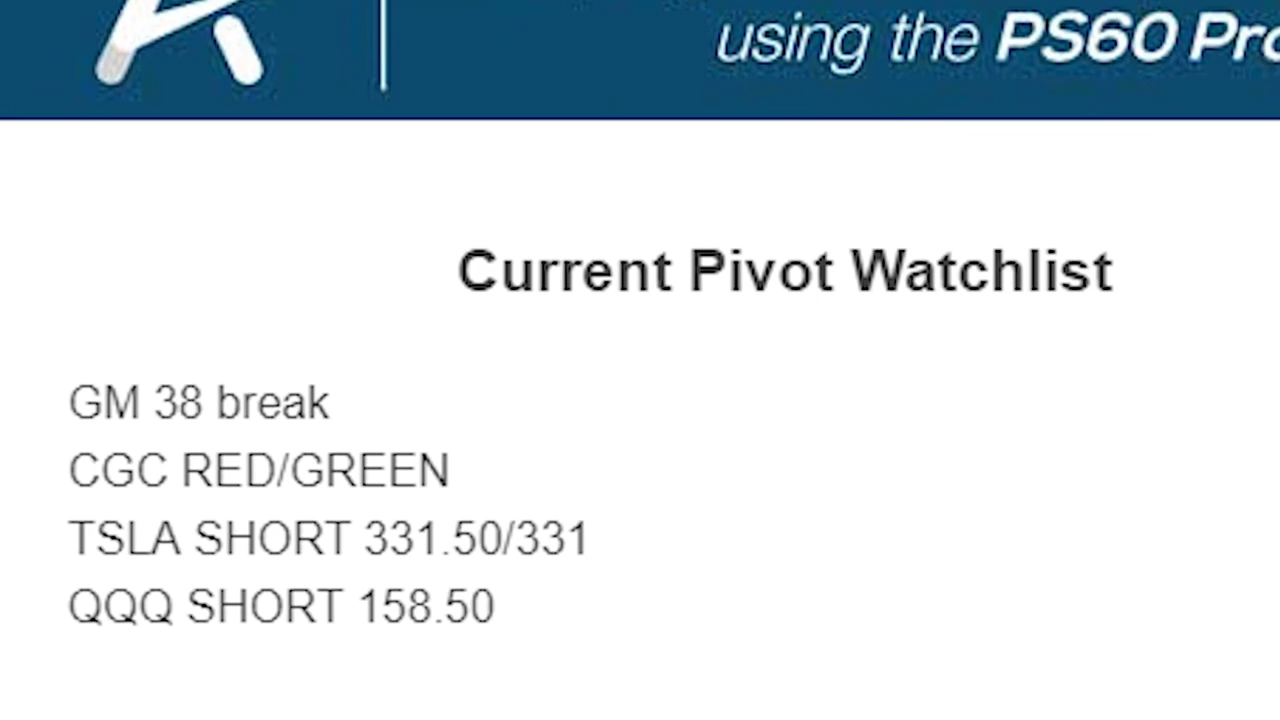 using the PS60 Pro
Current Pivot Watchlist
GM 38 break
CGC RED/GREEN
TSLA SHORT 331.50/331
QQQ SHORT 158.50